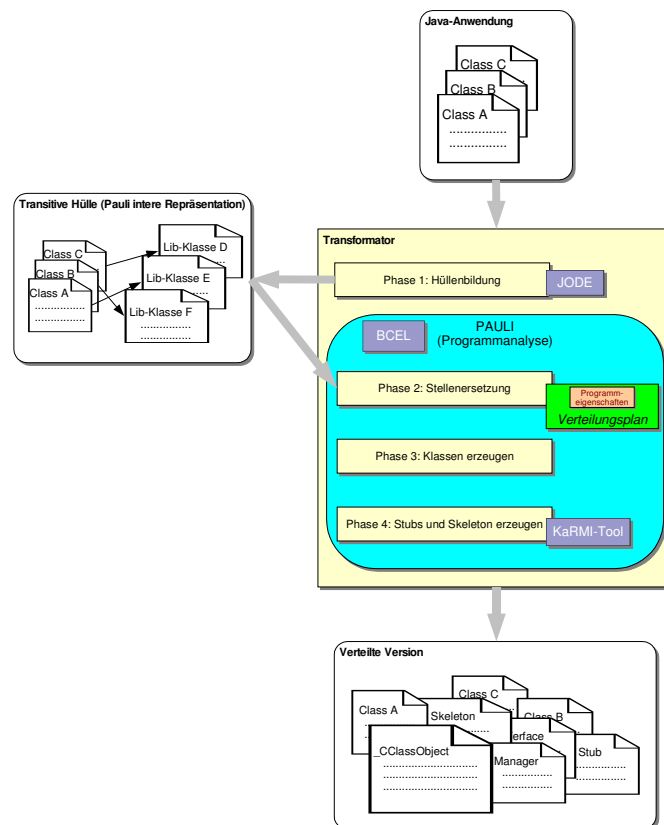 Java-Anwendung
Class C
Class B
Class A
Transitive Hülle (Pauli intere Repräsentation)
Class C
Class B
Class A
Lib-Klasse D
Lib-Klasse E
Lib-Klasse F
Transformator
Phase 1: Hüllenbildung
JODE
BCEL
PAULI
(Programmanalyse)
Phase 2: Stellenersetzung
Programm-
eigenschaften
Verteilungsplan
Phase 3: Klassen erzeugen
Phase 4: Stubs und Skeleton erzeugen
KaRMI-Tool
Verteilte Version
Class C
Class A
Skeleton
Class B
_CClassObject
erface
Manager
Stub